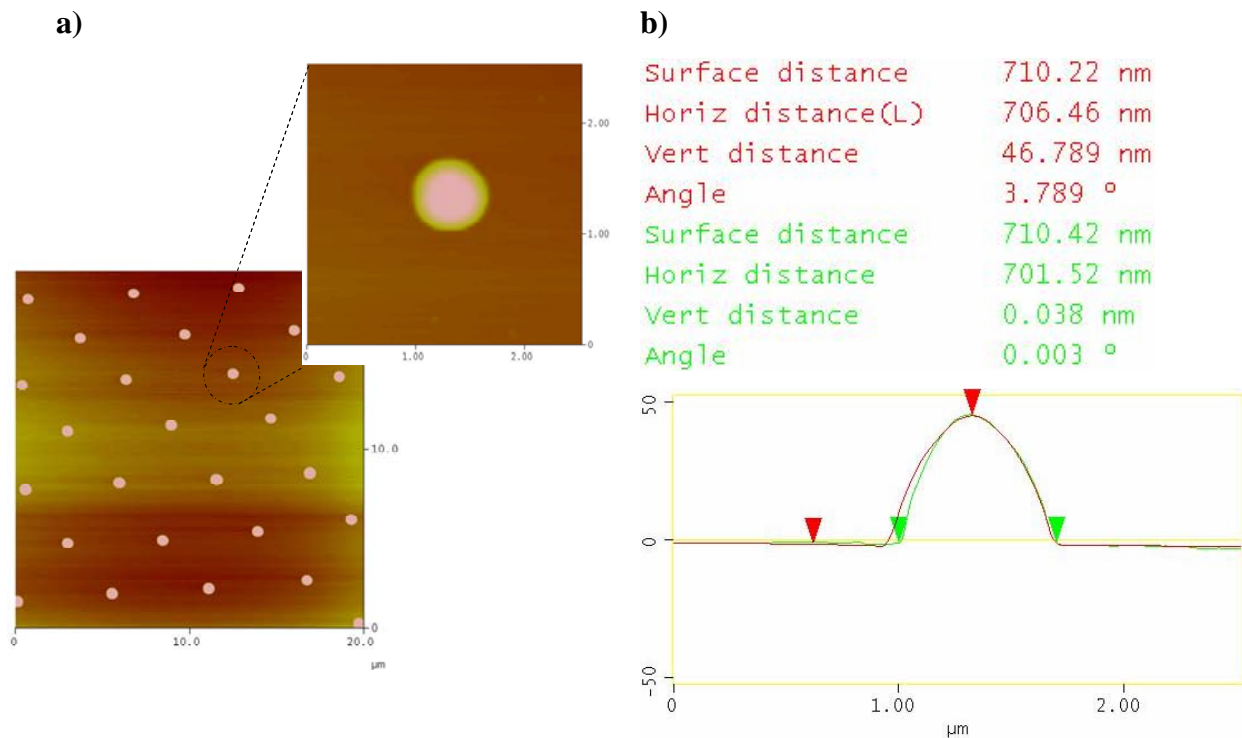 a)
2.00
1.00
0
0 1.00 2.00
10.0
0
0 10.0 20.0
µm
b)
Surface distance 710.22 nm
Horiz distance(L) 706.46 nm
Vert distance 46.789 nm
Angle 3.789 °
Surface distance 710.42 nm
Horiz distance 701.52 nm
Vert distance 0.038 nm
Angle 0.003 °
50
0
-50
0 1.00 2.00
µm